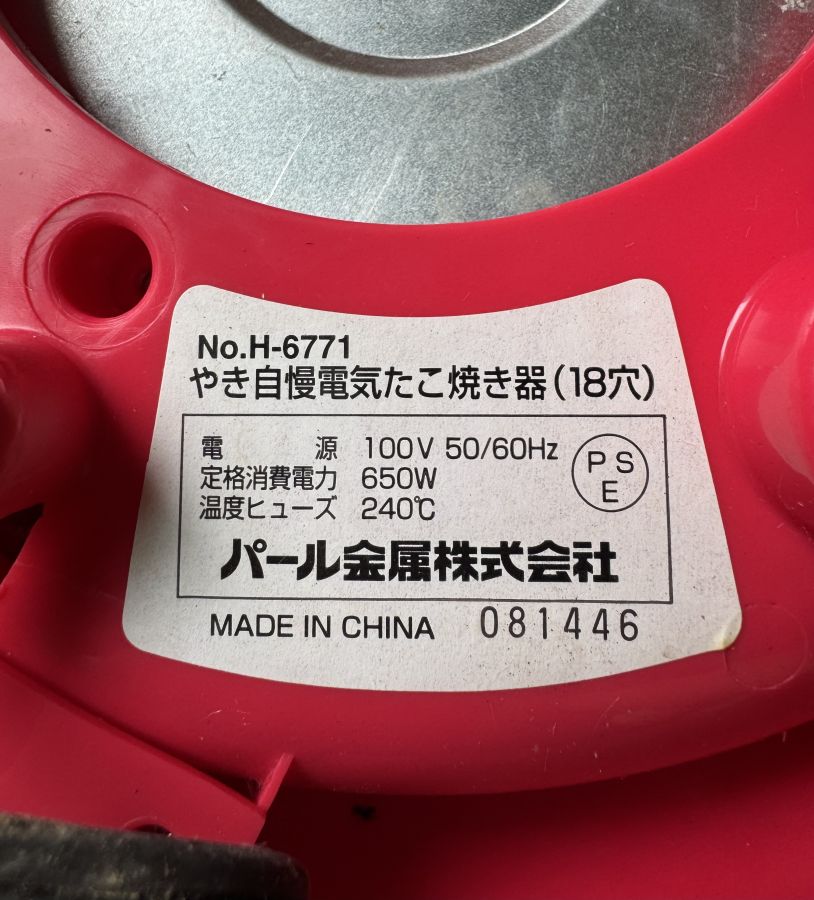 No.H-6771
やき自慢電気たこ焼き器(18穴)
電源 100V 50/60Hz
定格消費電力 650W
温度ヒューズ 240℃
PSE
パール金属株式会社
MADE IN CHINA 081446